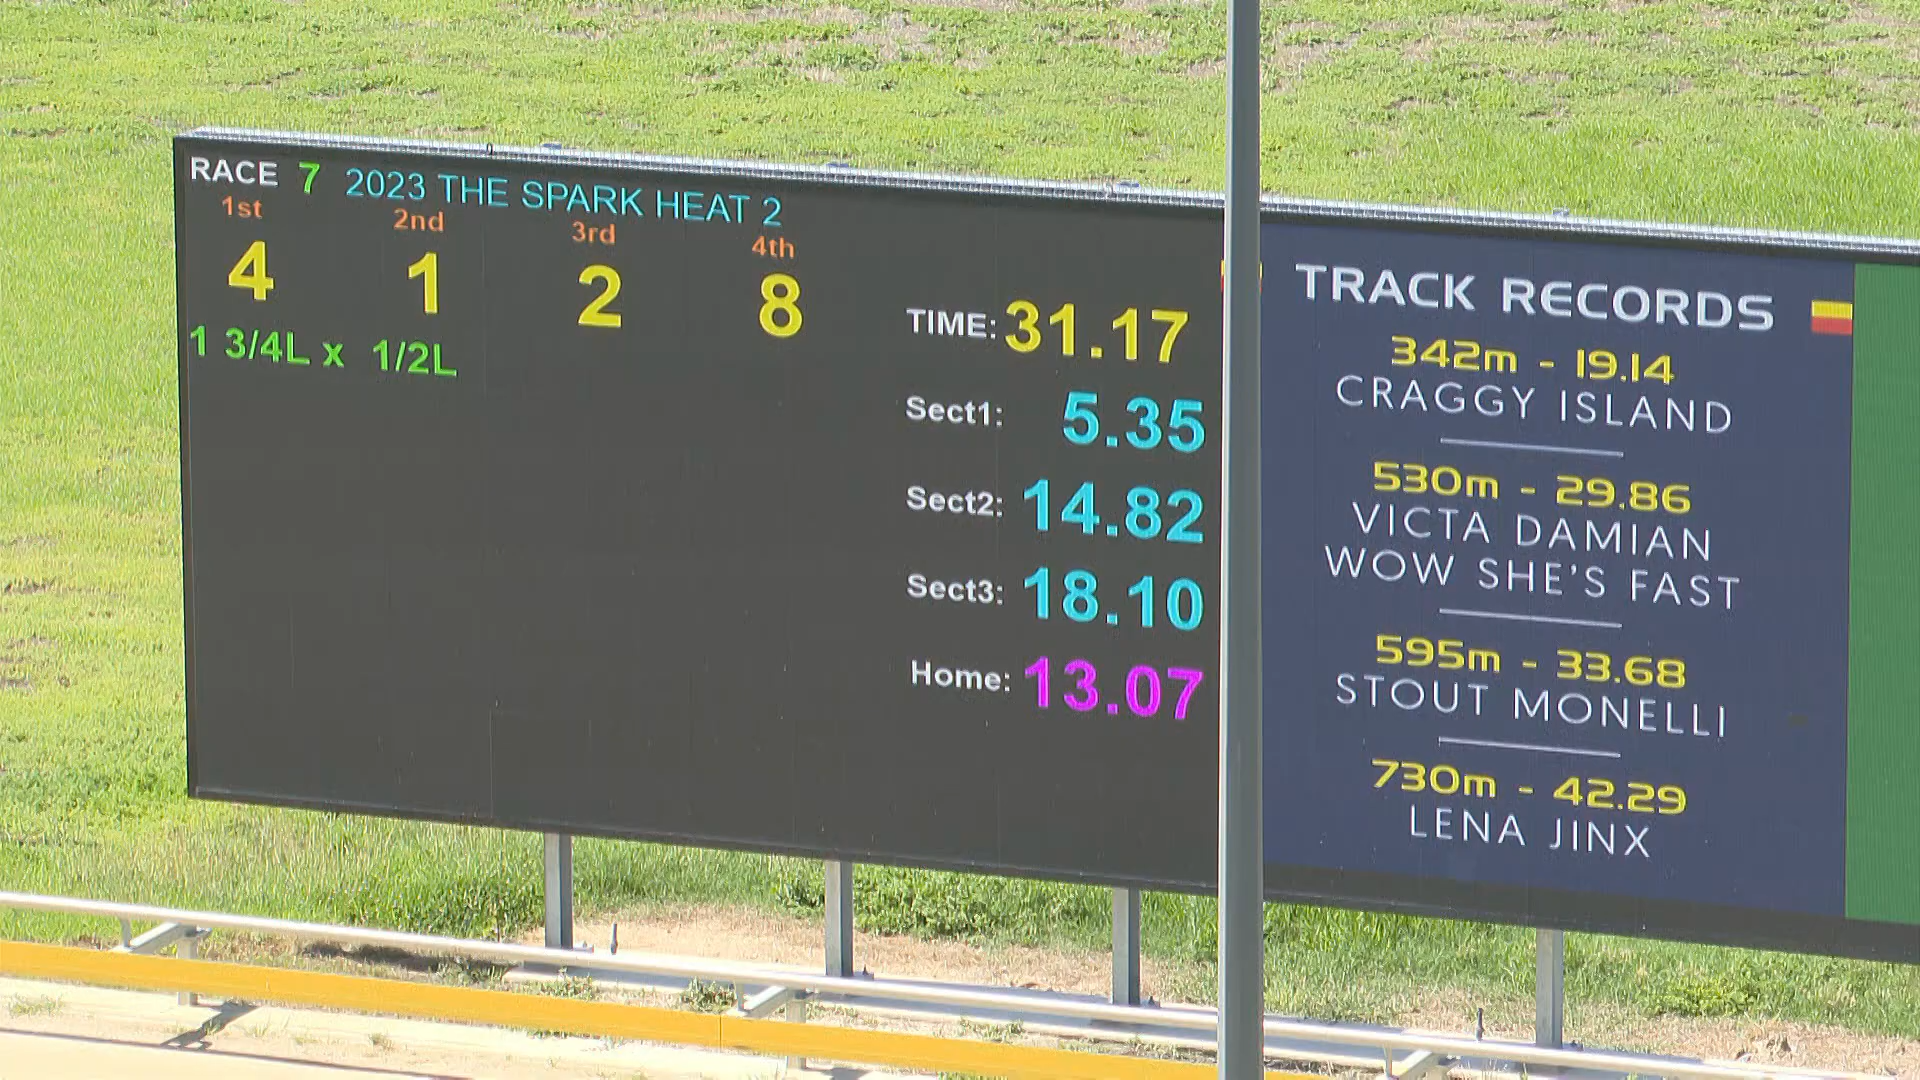 RACE 7 2023 THE SPARK HEAT 2
1st 2nd 3rd 4th
4 1 2 8
1 3/4L x 1/2L
TIME: 31.17
Sect1: 5.35
Sect2: 14.82
Sect3: 18.10
Home: 13.07
TRACK RECORDS
342m - 19.14
CRAGGY ISLAND
530m - 29.86
VICTA DAMIAN
WOW SHE'S FAST
595m - 33.68
STOUT MONELLI
730m - 42.29
LENA JINX